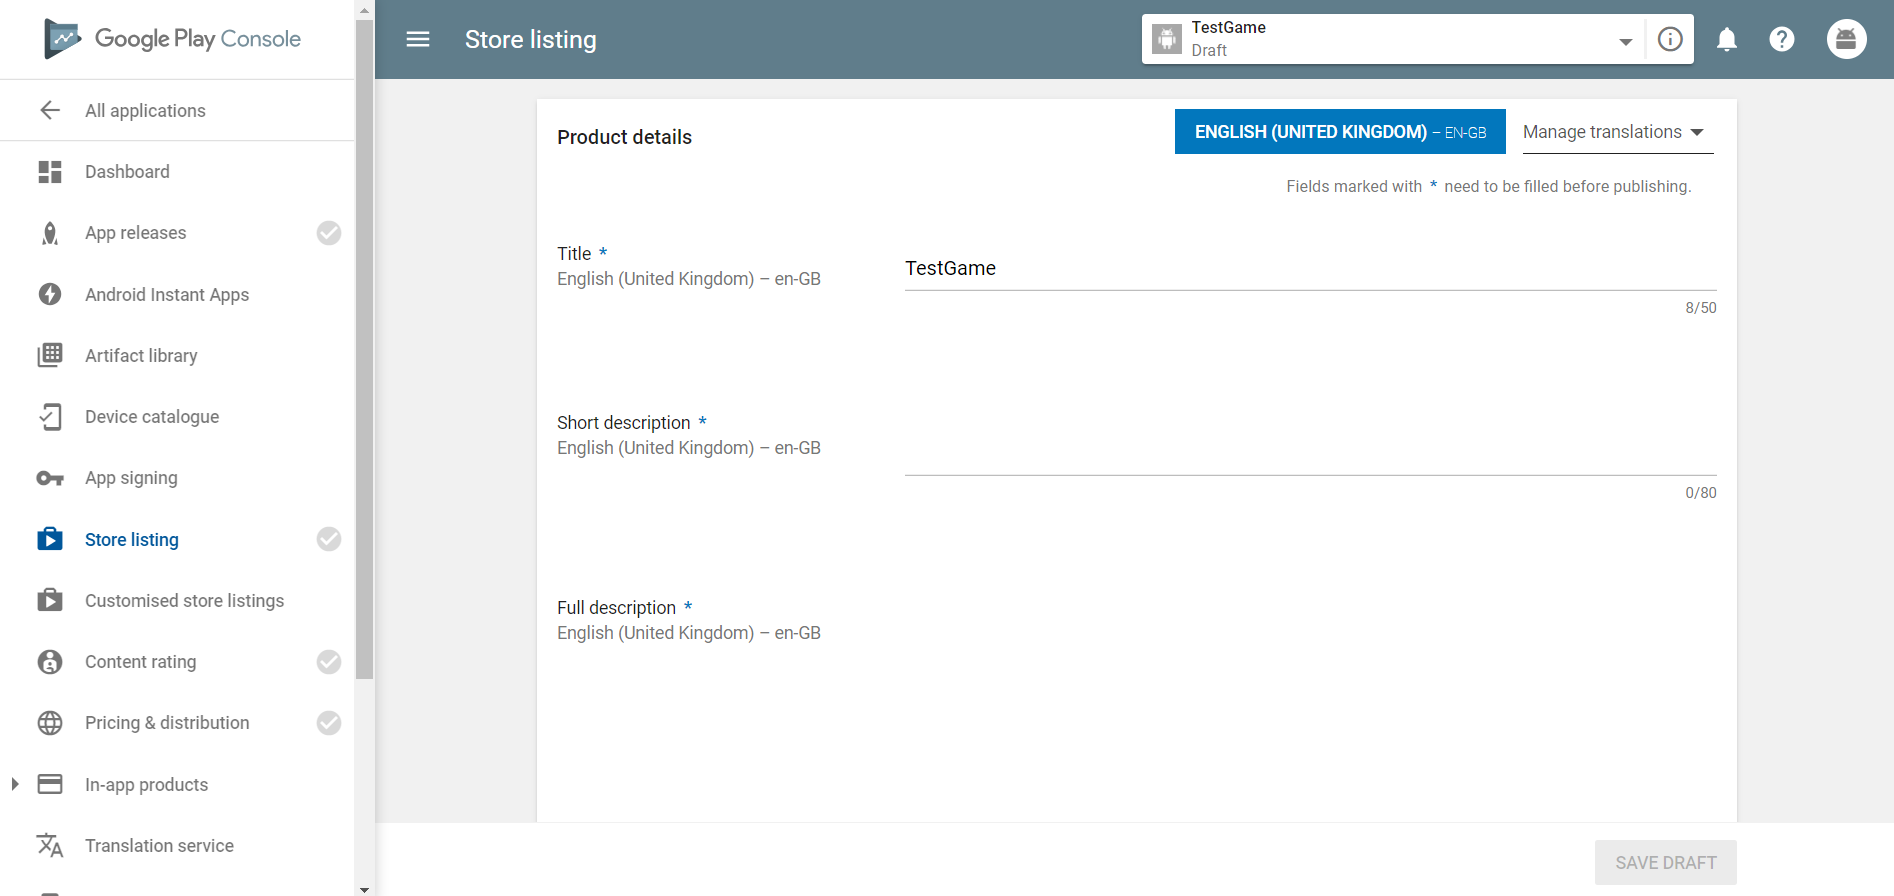 Google Play Console
All applications
Dashboard
App releases
Android Instant Apps
Artifact library
Device catalogue
App signing
Store listing
Customised store listings
Content rating
Pricing & distribution
In-app products
Translation service
Store listing
TestGame
Draft
Product details
ENGLISH (UNITED KINGDOM) – EN-GB
Manage translations
Fields marked with * need to be filled before publishing.
Title *
English (United Kingdom) – en-GB
TestGame
8/50
Short description *
English (United Kingdom) – en-GB
0/80
Full description *
English (United Kingdom) – en-GB
SAVE DRAFT